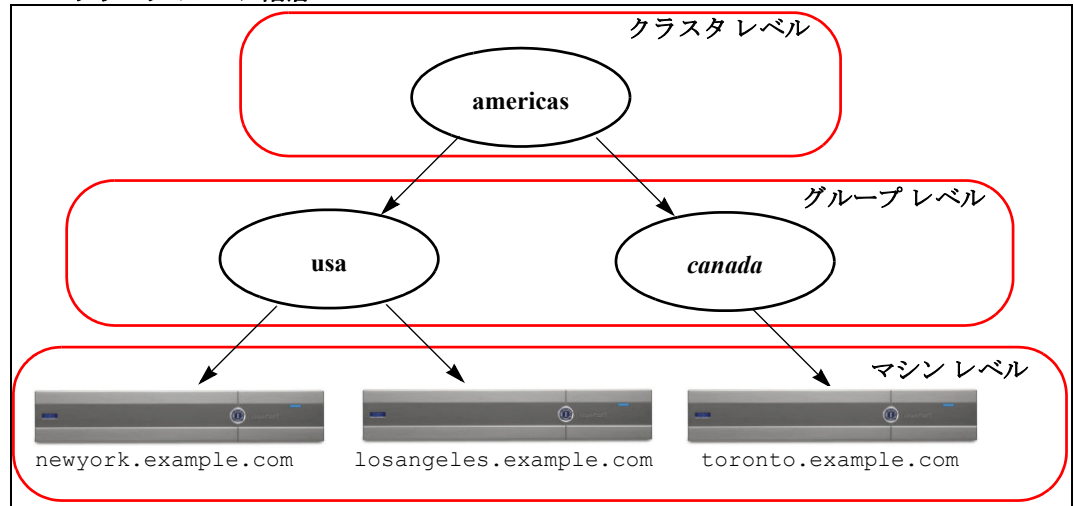 クラスタ レベル
americas
グループ レベル
usa
canada
マシン レベル
newyork.example.com
losangeles.example.com
toronto.example.com